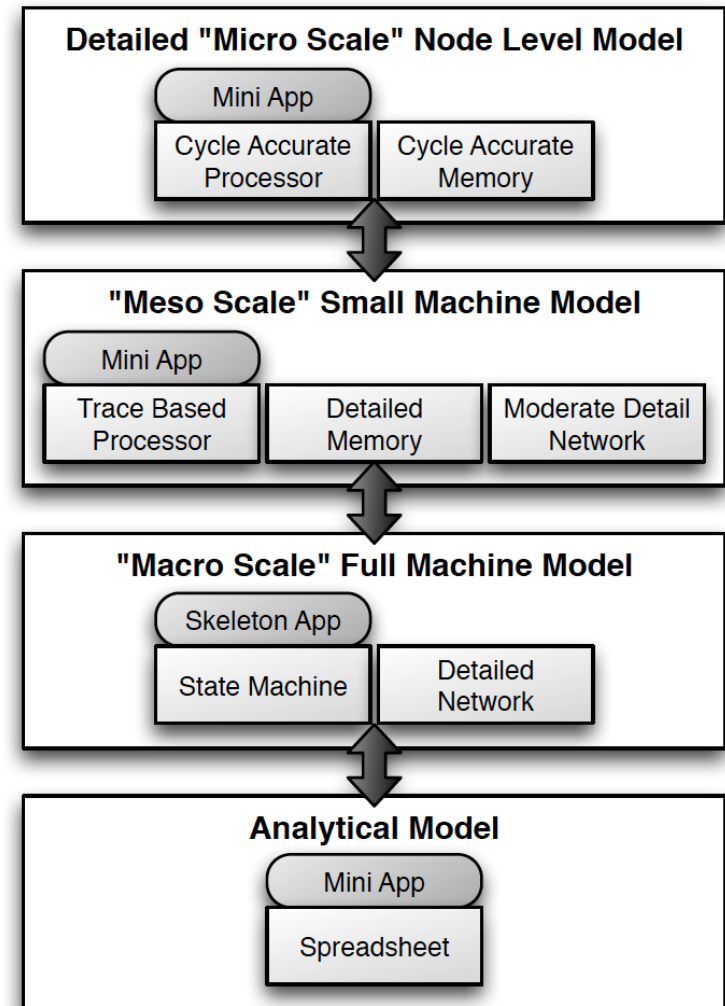 Detailed "Micro Scale" Node Level Model
Mini App
Cycle Accurate
Processor
Cycle Accurate
Memory
"Meso Scale" Small Machine Model
Mini App
Trace Based
Processor
Detailed
Memory
Moderate Detail
Network
"Macro Scale" Full Machine Model
Skeleton App
State Machine
Detailed
Network
Analytical Model
Mini App
Spreadsheet